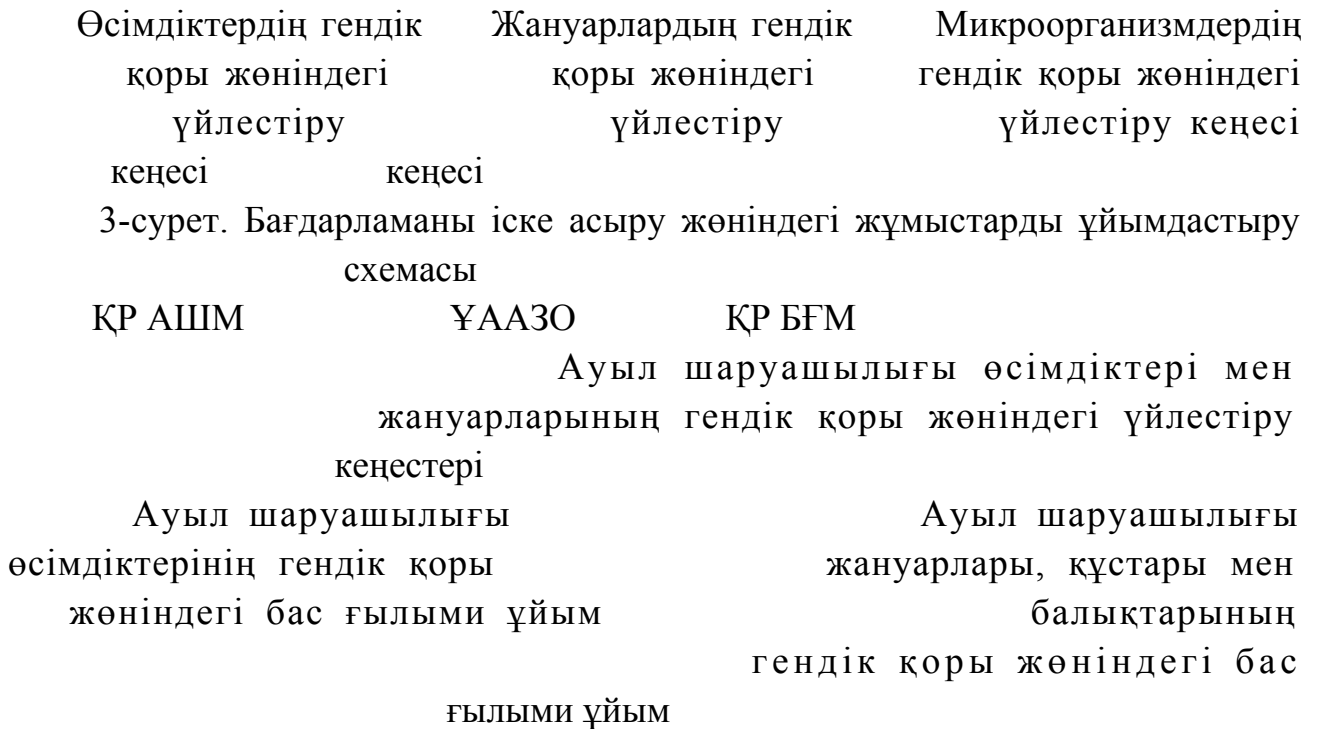 Өсімдіктердің гендік Жануарлардың гендік Микроорганизмдердің
қоры жөніндегі қоры жөніндегі гендік қоры жөніндегі
үйлестіру үйлестіру үйлестіру кеңесі
кеңесі кеңесі
3-сурет. Бағдарламаны іске асыру жөніндегі жұмыстарды ұйымдастыру
схемасы
ҚР АШМ ҰААЗО ҚР БҒМ
Ауыл шаруашылығы өсімдіктері мен
жануарларының гендік қоры жөніндегі үйлестіру
кеңестері
Ауыл шаруашылығы Ауыл шаруашылығы
өсімдіктерінің гендік қоры жануарлары, құстары мен
жөніндегі бас ғылыми ұйым балықтарының
гендік қоры жөніндегі бас
ғылыми ұйым